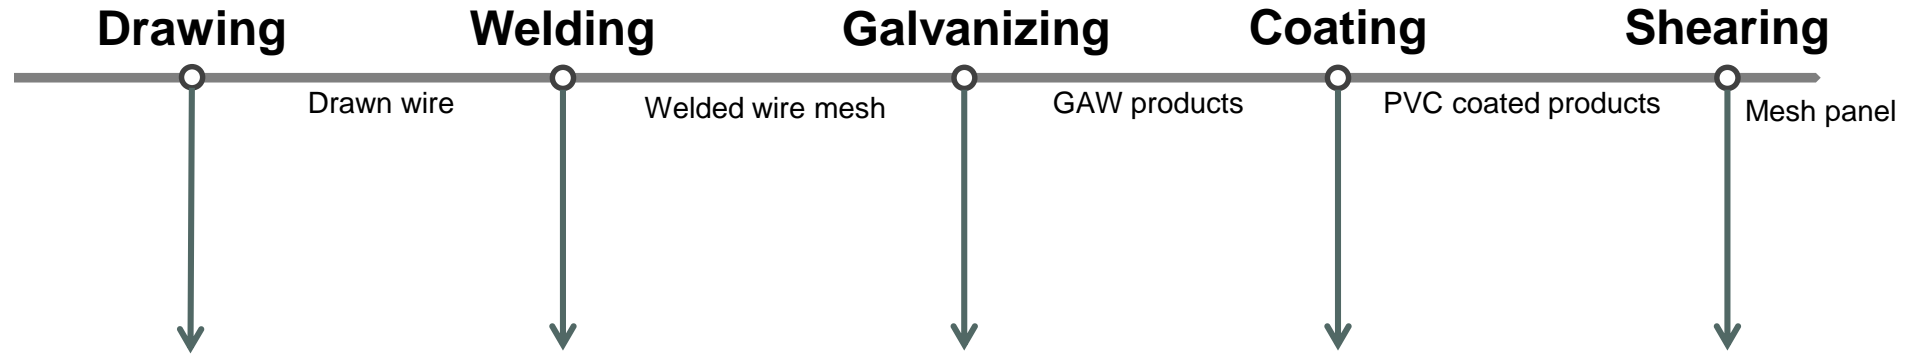 Drawing
Welding
Galvanizing
Coating
Shearing
Drawn wire
Welded wire mesh
GAW products
PVC coated products
Mesh panel